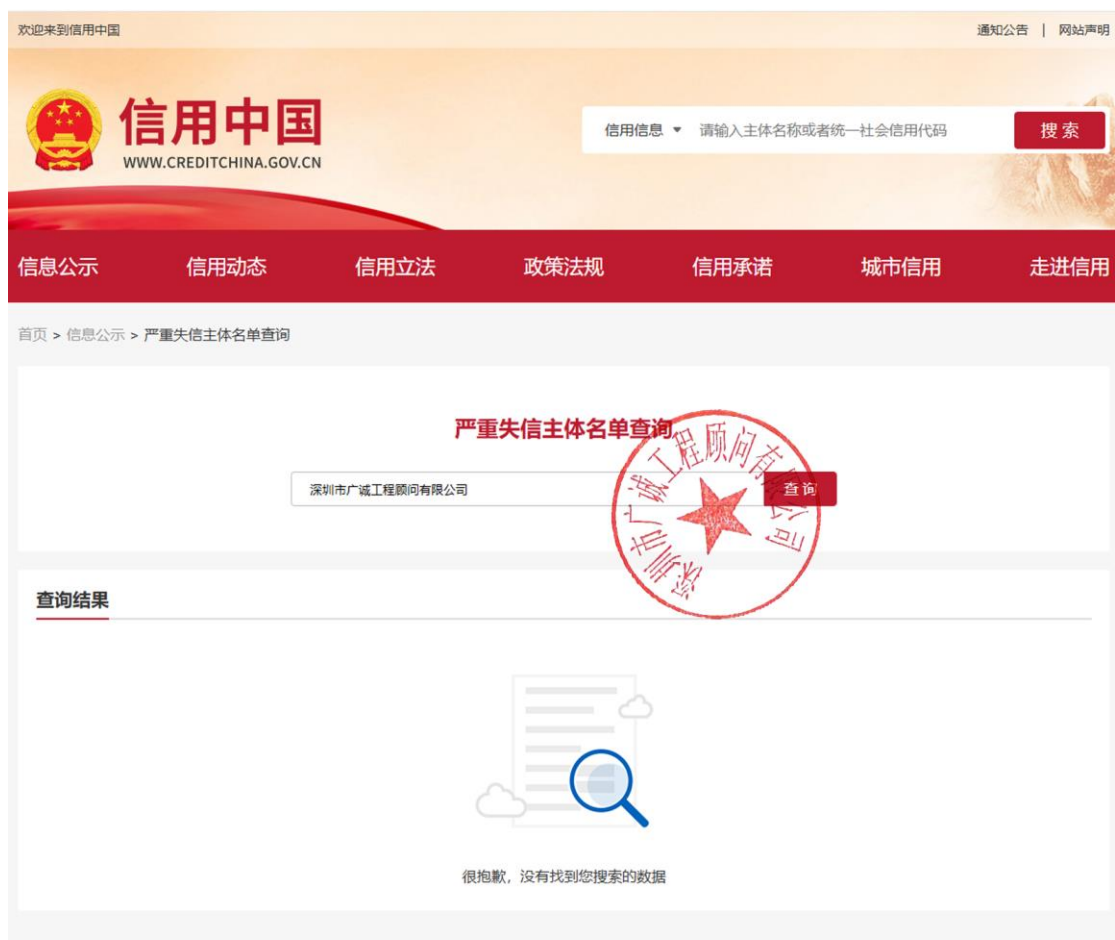 欢迎来到信用中国
通知公告 | 网站声明
信用中国
WWW.CREDITCHINA.GOV.CN
信用信息 请输入主体名称或者统一社会信用代码 搜索
信息公示 信用动态 信用立法 政策法规 信用承诺 城市信用 走进信用
首页 > 信息公示 > 严重失信主体名单查询
严重失信主体名单查询
深圳市广诚工程顾问有限公司 查询
深圳市广诚工程顾问有限公司
查询结果
很抱歉，没有找到您搜索的数据